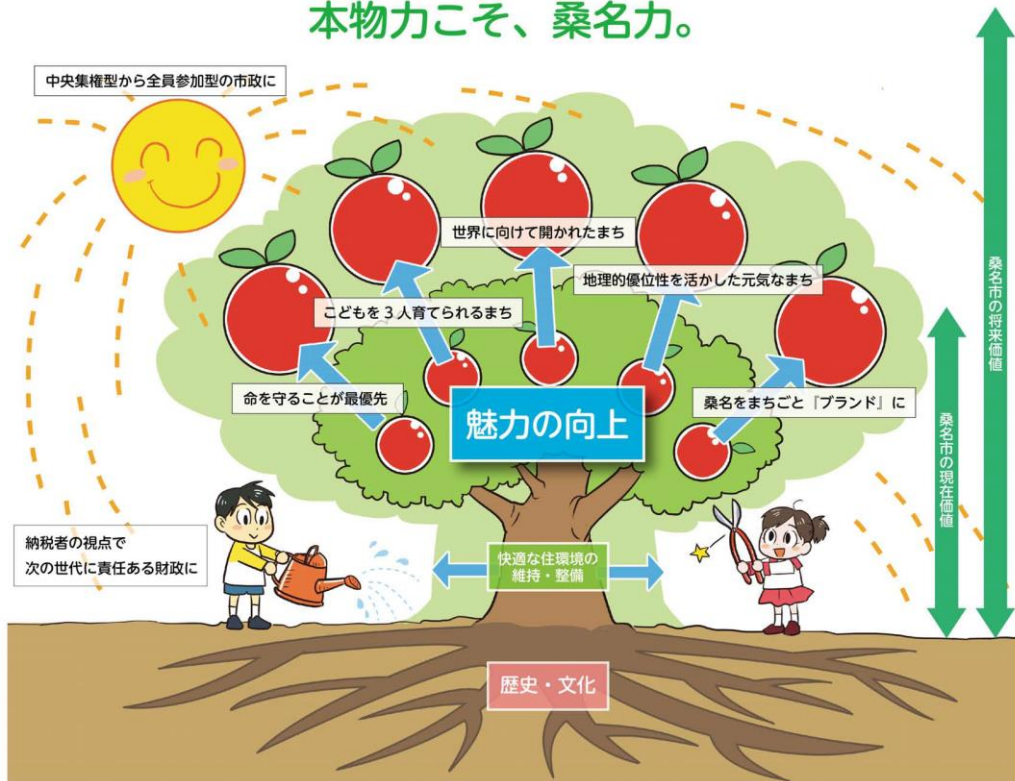 本物力こそ、桑名力。
中央集権型から全員参加型の市政に
世界に向けて開かれたまち
地理的優位性を活かした元気なまち
こどもを3人育てられるまち
命を守ることが最優先
桑名をまちごと『ブランド』に
魅力の向上
桑名市の将来価値
桑名市の現在価値
納税者の視点で
次の世代に責任ある財政に
快適な住環境の
維持・整備
歴史・文化